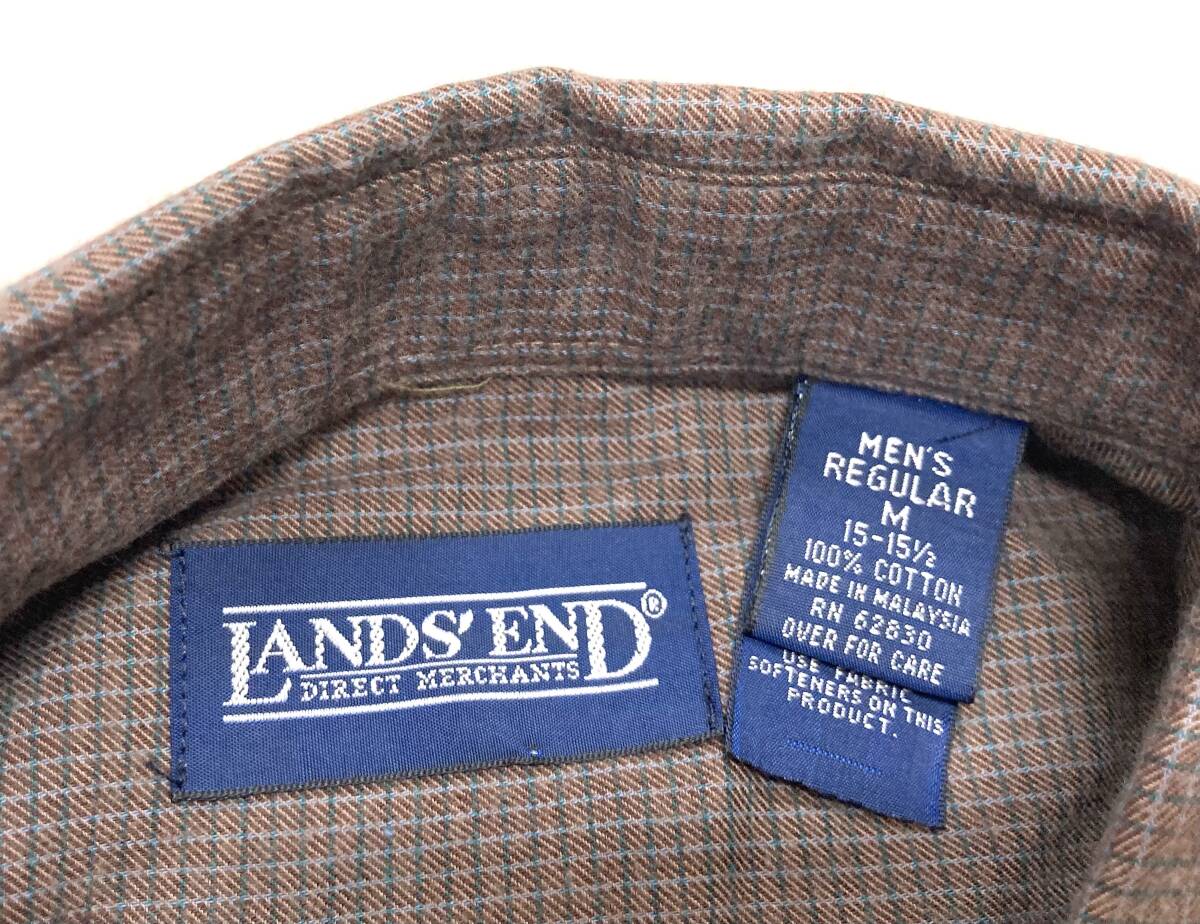 LANDS' END®
DIRECT MERCHANTS
MEN'S
REGULAR
M
15-15½
100% COTTON
MADE IN MALAYSIA
RN 62830
OVER FOR CARE
USE FABRIC
SOFTENERS ON THIS
PRODUCT.